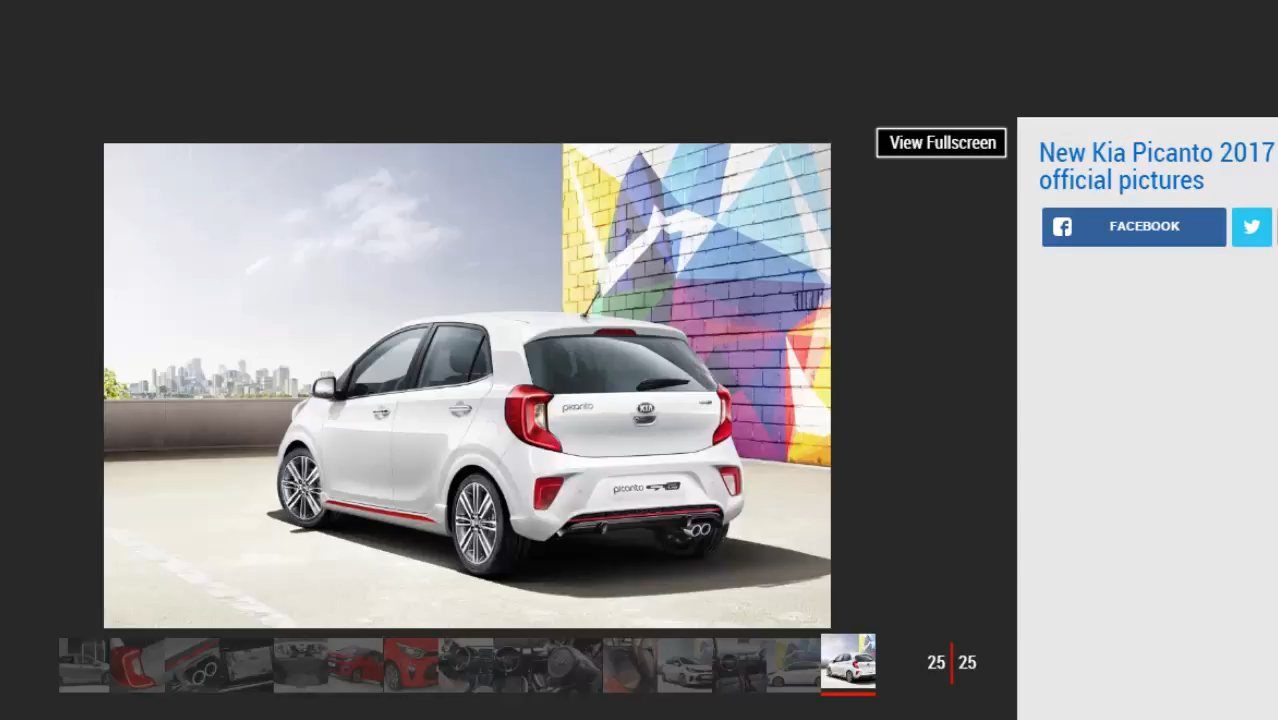 View Fullscreen
New Kia Picanto 2017
official pictures
FACEBOOK
picanto
KIA
picanto
25 25